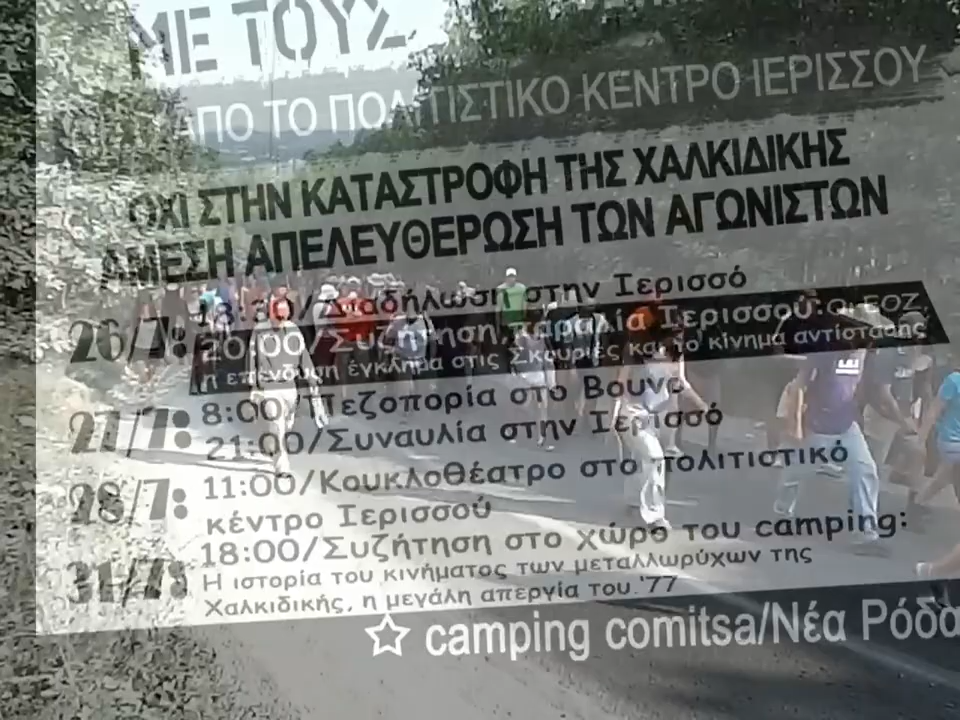 ΜΕ ΤΟΥΣ
ΑΠΟ ΤΟ ΠΟΛΙΤΙΣΤΙΚΟ ΚΕΝΤΡΟ ΙΕΡΙΣΣΟΥ
ΟΧΙ ΣΤΗΝ ΚΑΤΑΣΤΡΟΦΗ ΤΗΣ ΧΑΛΚΙΔΙΚΗΣ
ΑΜΕΣΗ ΑΠΕΛΕΥΘΕΡΩΣΗ ΤΩΝ ΑΓΩΝΙΣΤΩΝ
26/7: 18:30/Διαδήλωση στην Ιερισσό
20:00/Συζήτηση, παραλία Ιερισσού: Οι ΕΟΖ,
η επένδυση έγκλημα στις Σκουριές και το κίνημα αντίστασης
27/7: 8:00/Πεζοπορία στο Βουνό
21:00/Συναυλία στην Ιερισσό
28/7: 11:00/Κουκλοθέατρο στο πολιτιστικό
κέντρο Ιερισσού
31/7: 18:00/Συζήτηση στο χώρο του camping:
Η ιστορία του κινήματος των μεταλλωρύχων της
Χαλκιδικής, η μεγάλη απεργία του '77
camping comitsa/Νέα Ρόδα